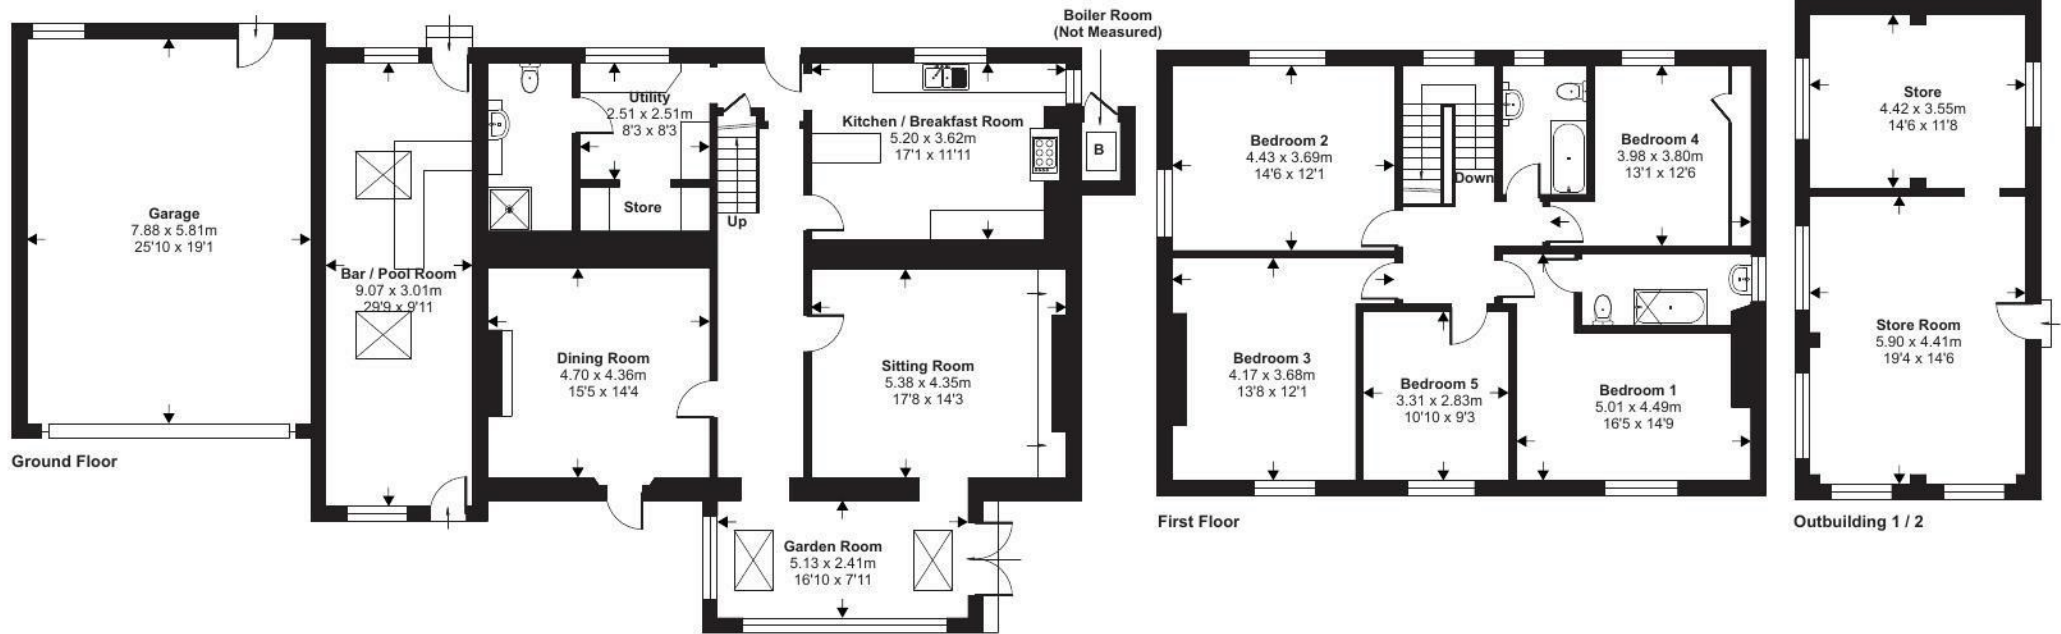 Boiler Room
(Not Measured)
Utility
2.51 x 2.51m
8'3 x 8'3
Kitchen / Breakfast Room
5.20 x 3.62m
17'1 x 11'11
B
Garage
7.88 x 5.81m
25'10 x 19'1
Store
Up
Bar / Pool Room
9.07 x 3.01m
29'9 x 9'11
Dining Room
4.70 x 4.36m
15'5 x 14'4
Sitting Room
5.38 x 4.35m
17'8 x 14'3
Garden Room
5.13 x 2.41m
16'10 x 7'11
Ground Floor
Bedroom 2
4.43 x 3.69m
14'6 x 12'1
Down
Bedroom 4
3.98 x 3.80m
13'1 x 12'6
Bedroom 3
4.17 x 3.68m
13'8 x 12'1
Bedroom 5
3.31 x 2.83m
10'10 x 9'3
Bedroom 1
5.01 x 4.49m
16'5 x 14'9
First Floor
Store
4.42 x 3.55m
14'6 x 11'8
Store Room
5.90 x 4.41m
19'4 x 14'6
Outbuilding 1 / 2